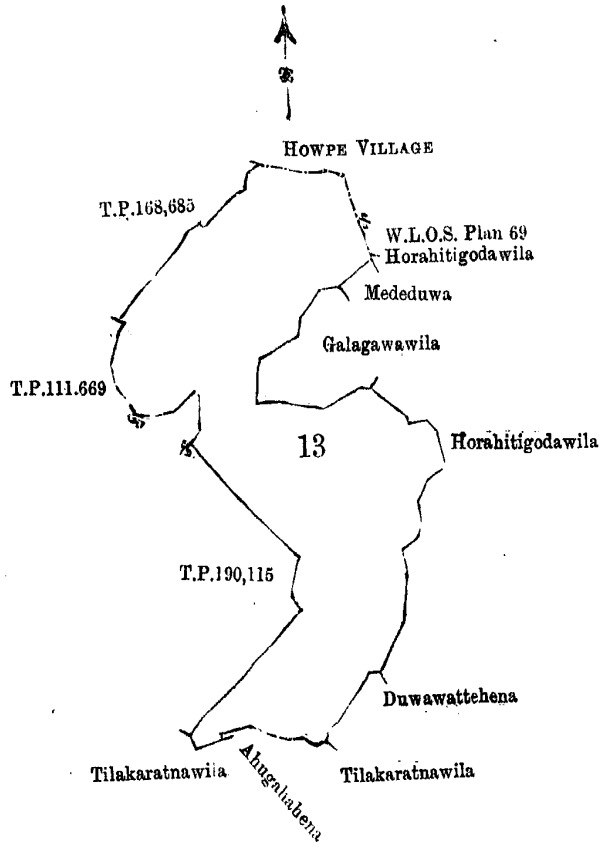 HOWPE VILLAGE
T.P.168,685
W.L.O.S. Plan 69
Horahitigodawila
Mededuwa
Galagawawila
T.P.111.669
13
Horahitigodawila
T.P.190,115
Duwawattehena
Tilakaratnawila
Ahugahahena
Tilakaratnawila